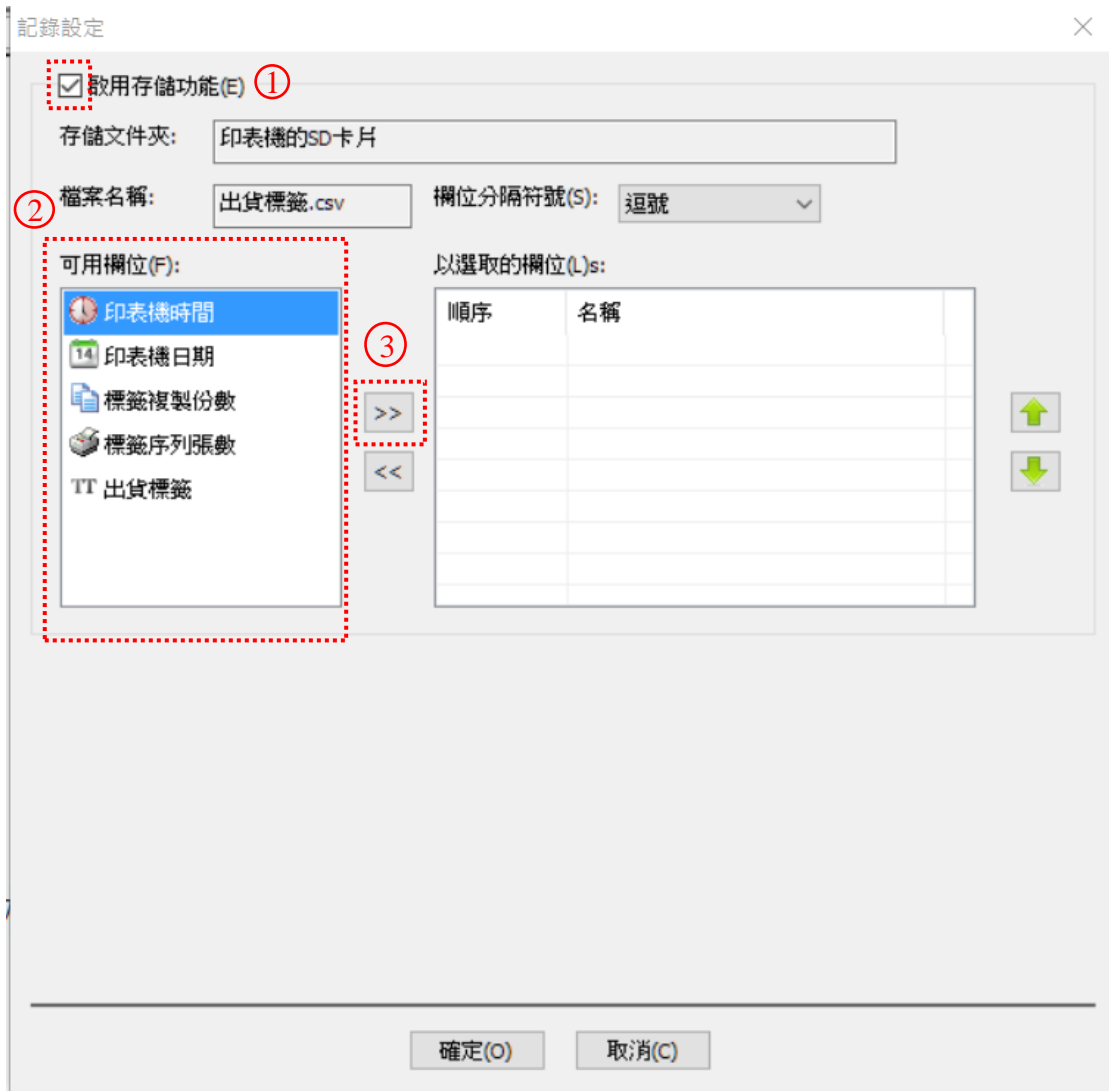 記錄設定
啟用存儲功能(E) ①
存儲文件夾: 印表機的SD卡片
② 檔案名稱: 出貨標籤.csv 欄位分隔符號(S): 逗號
可用欄位(F): 以選取的欄位(L)s:
印表機時間 順序 名稱
14 印表機日期 ③
標籤複製份數 >>
標籤序列張數
TT 出貨標籤 <<
確定(O) 取消(C)